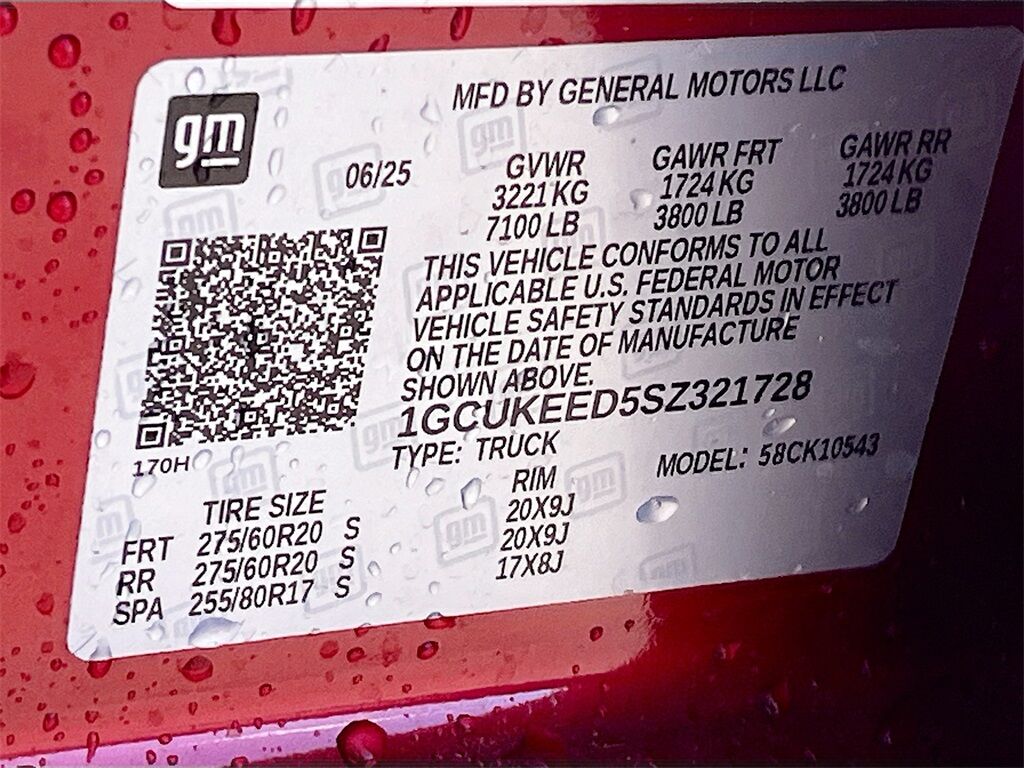 gm
MFD BY GENERAL MOTORS LLC
06/25
GVWR GAWR FRT GAWR RR
3221 KG 1724 KG 1724 KG
7100 LB 3800 LB 3800 LB
THIS VEHICLE CONFORMS TO ALL
APPLICABLE U.S. FEDERAL MOTOR
VEHICLE SAFETY STANDARDS IN EFFECT
ON THE DATE OF MANUFACTURE
SHOWN ABOVE.
1GCUKEED5SZ321728
170H
TYPE: TRUCK MODEL: 58CK10543
TIRE SIZE RIM
FRT 275/60R20 S 20X9J
RR 275/60R20 S 20X9J
SPA 255/80R17 S 17X8J